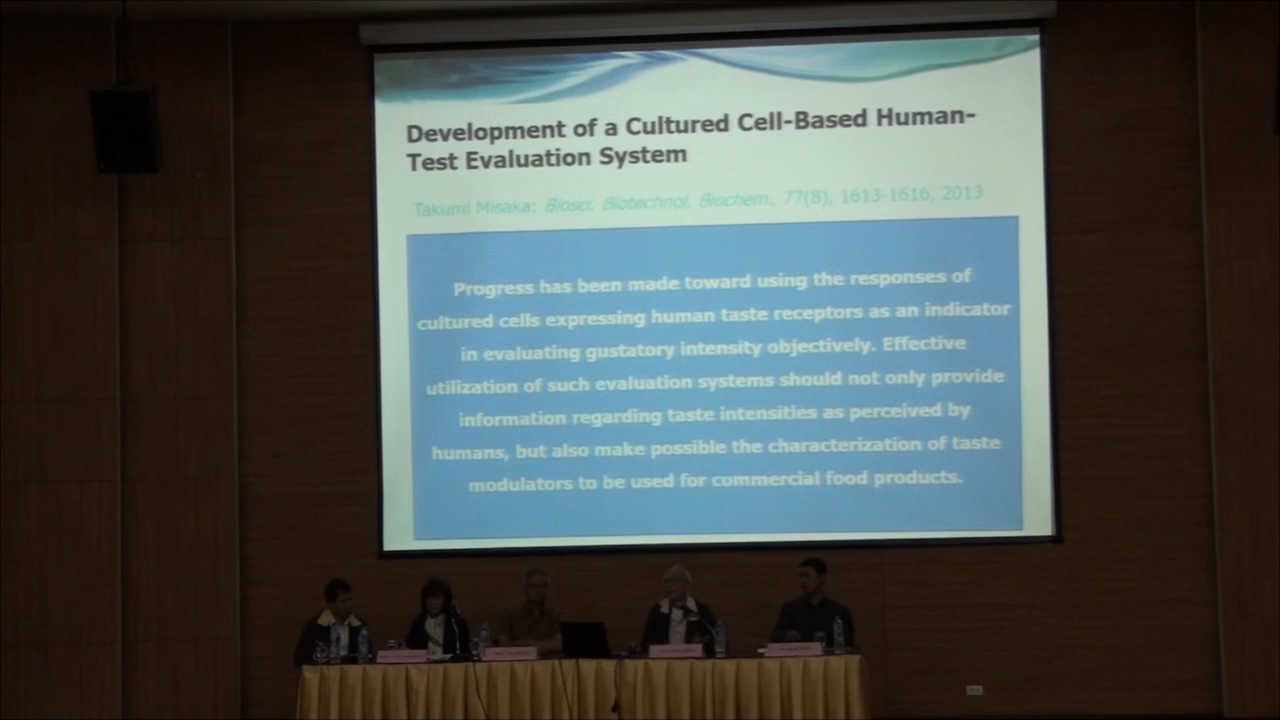 Development of a Cultured Cell-Based Human-
Test Evaluation System
Takumi Misaka: Biosci. Biotechnol. Biochem., 77(8), 1613-1616, 2013
Progress has been made toward using the responses of
cultured cells expressing human taste receptors as an indicator
in evaluating gustatory intensity objectively. Effective
utilization of such evaluation systems should not only provide
information regarding taste intensities as perceived by
humans, but also make possible the characterization of taste
modulators to be used for commercial food products.